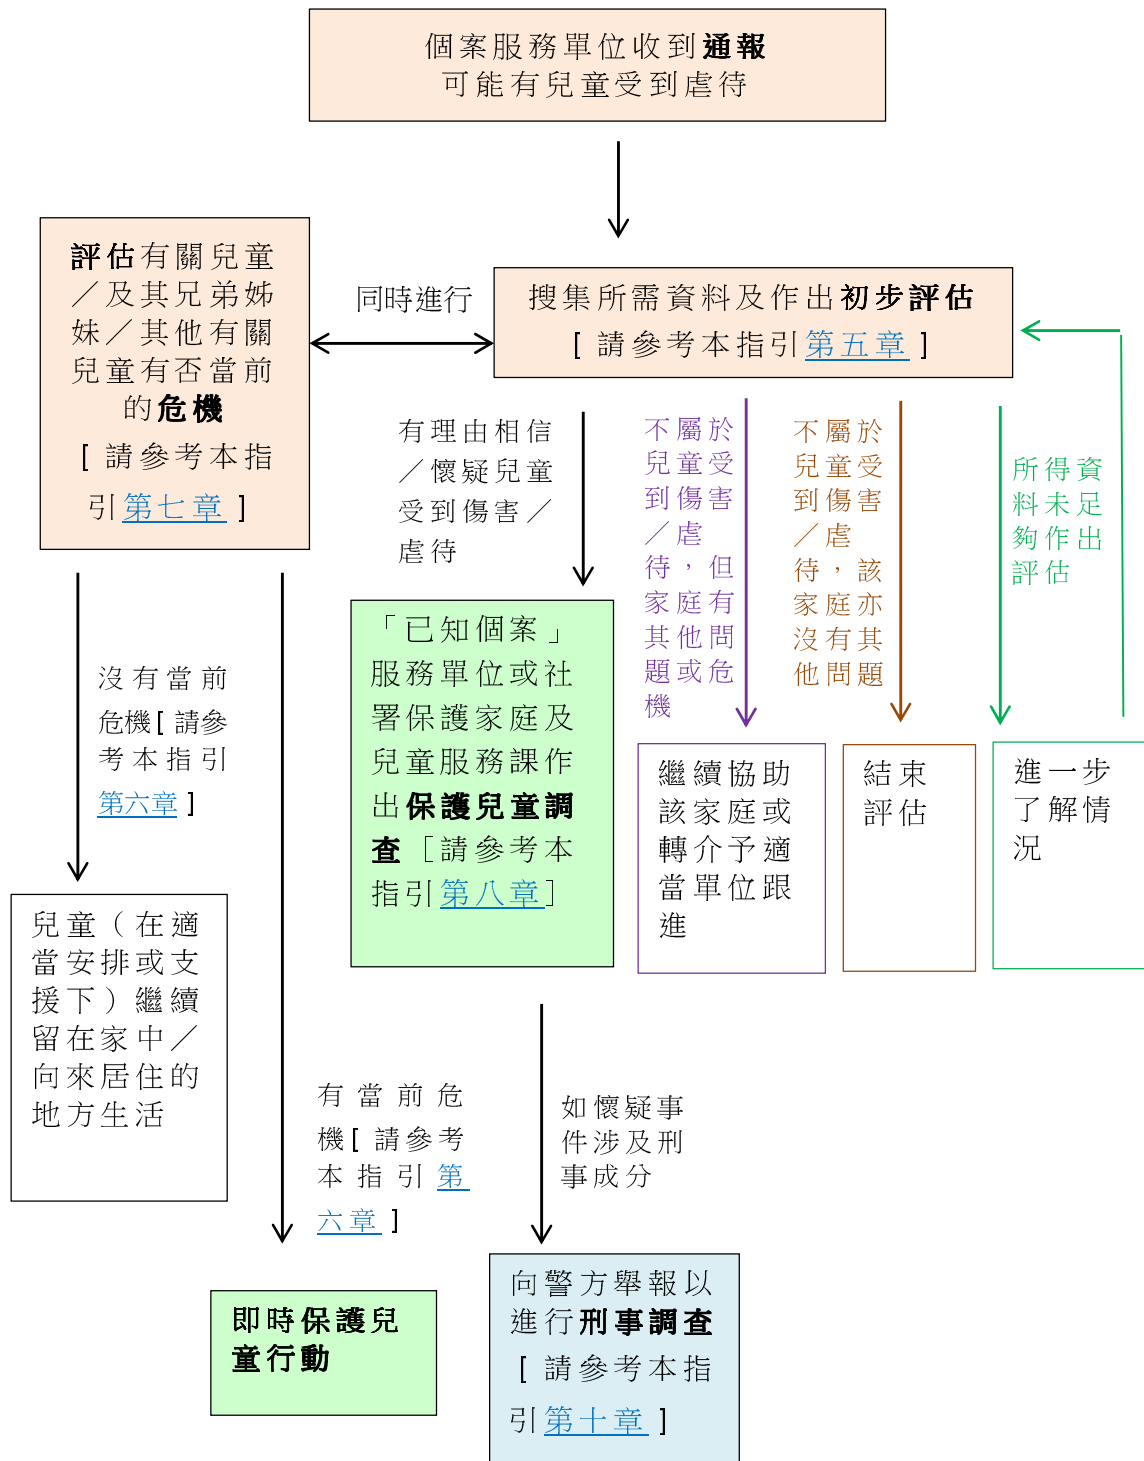 個案服務單位收到通報
可能有兒童受到虐待
評估有關兒童
／及其兄弟姊
妹／其他有關
兒童有否當前
的危機
[ 請參考本指
引第七章 ]
同時進行
搜集所需資料及作出初步評估
[ 請參考本指引第五章 ]
有理由相信
／懷疑兒童
受到傷害／
虐待
不屬於
兒童受
到傷害
／虐
待，但
家庭有
其他問
題或危
機
不屬於
兒童受
到傷害
／虐
待，該
家庭亦
沒有其
他問題
所得資
料未足
夠作出
評估
沒有當前
危機[ 請參
考本指引
第六章 ]
「已知個案」
服務單位或社
署保護家庭及
兒童服務課作
出保護兒童調
查［請參考本
指引第八章］
繼續協助
該家庭或
轉介予適
當單位跟
進
結束
評估
進一步
了解情
況
兒童（在適
當安排或支
援下）繼續
留在家中／
向來居住的
地方生活
有當前危
機[ 請參考
本指引第
六章 ]
如懷疑事
件涉及刑
事成分
即時保護兒
童行動
向警方舉報以
進行刑事調查
[ 請參考本指
引第十章 ]